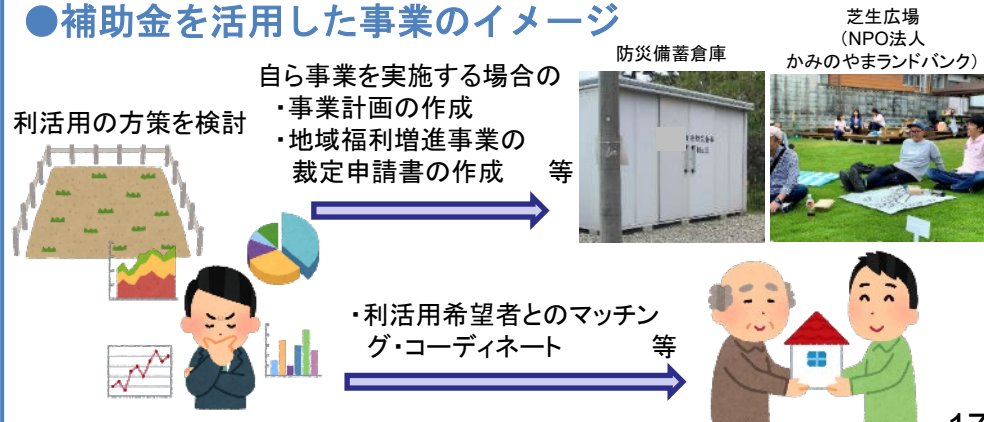 ●補助金を活用した事業のイメージ
芝生広場
(NPO法人
かみのやまランドバンク)
防災備蓄倉庫
自ら事業を実施する場合の
・事業計画の作成
・地域福利増進事業の
裁定申請書の作成 等
利活用の方策を検討
・利活用希望者とのマッチン
グ・コーディネート 等
17